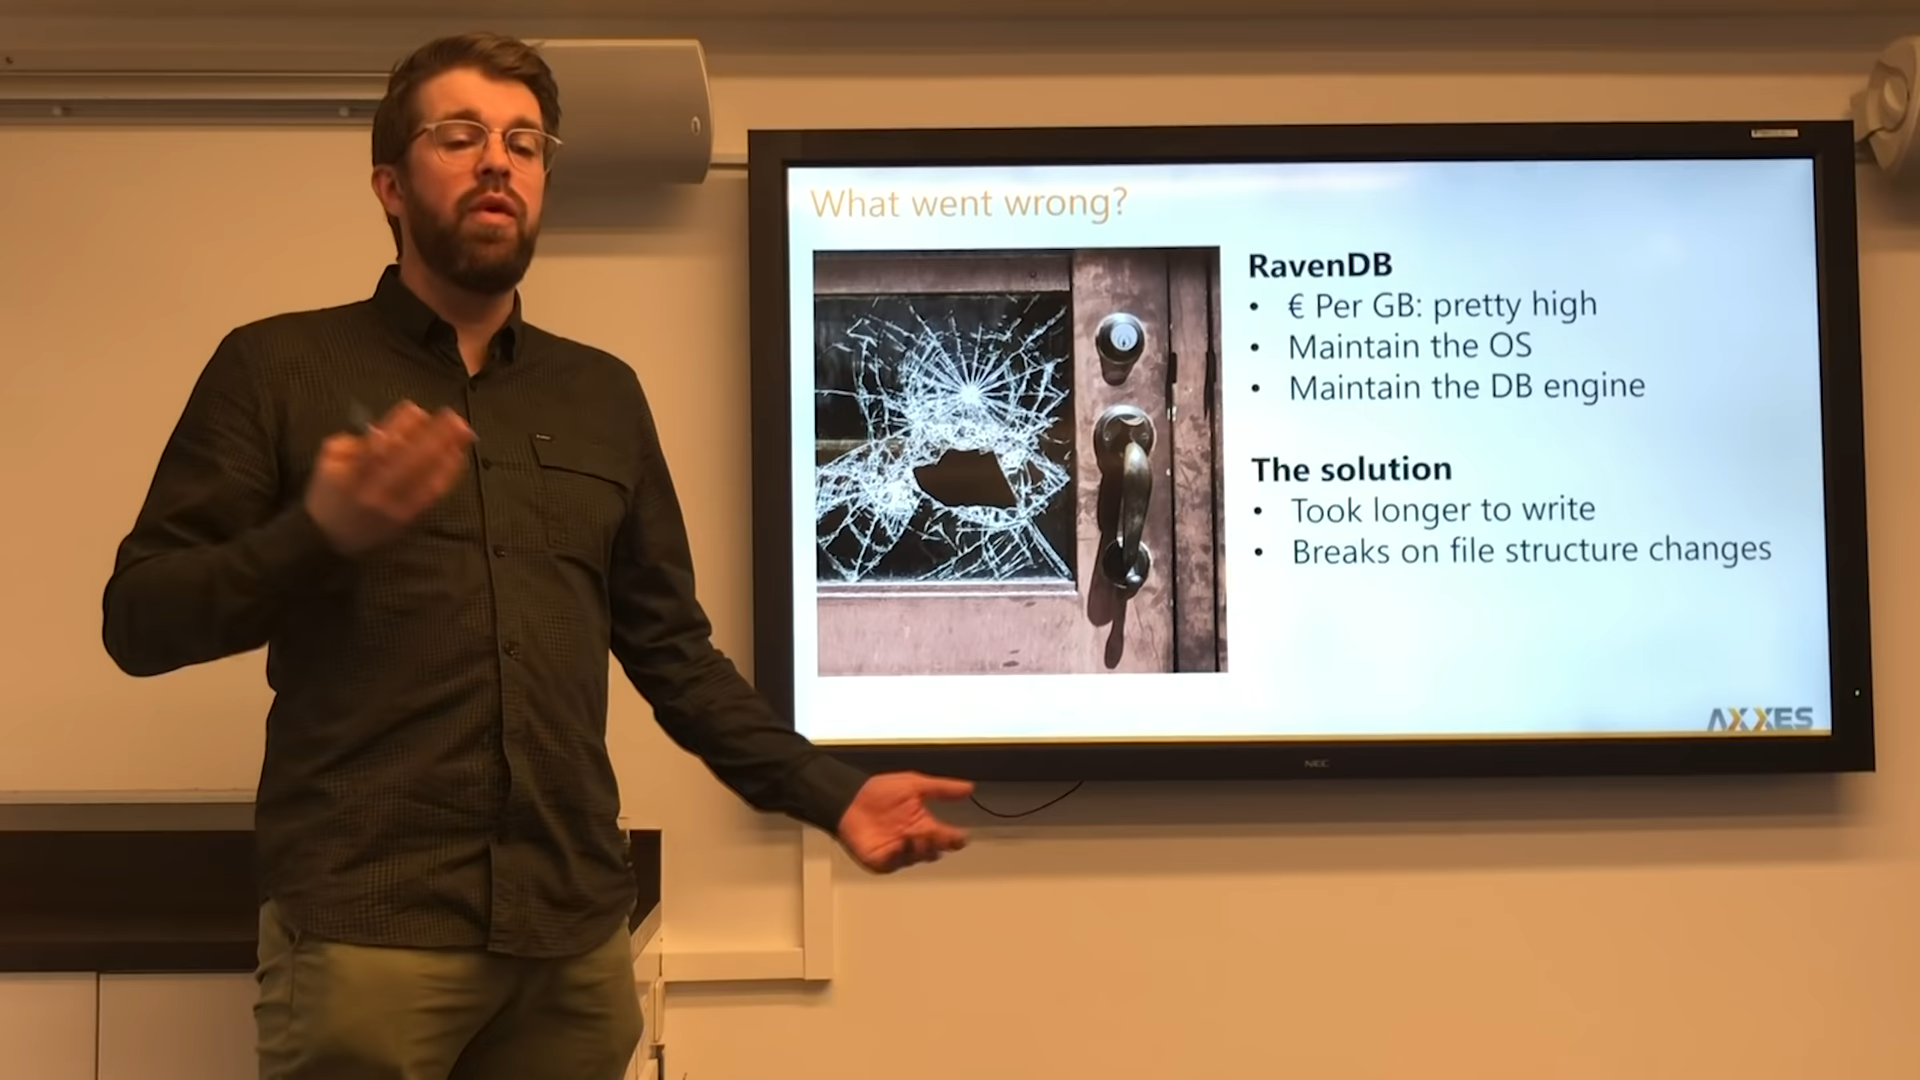 What went wrong?
RavenDB
• € Per GB: pretty high
• Maintain the OS
• Maintain the DB engine
The solution
• Took longer to write
• Breaks on file structure changes
AXXES
NEC